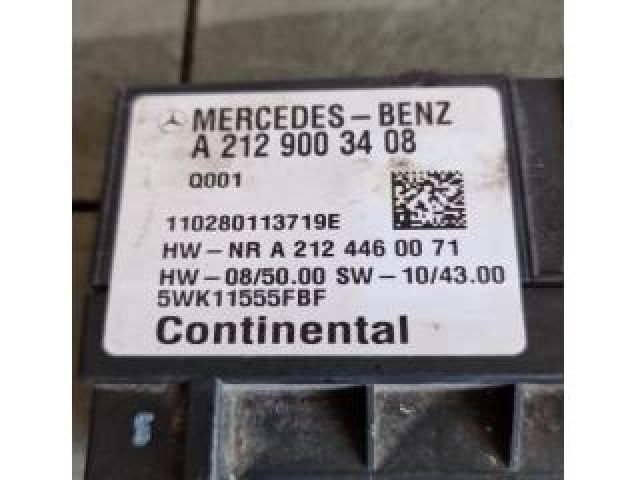 MERCEDES-BENZ
A 212 900 34 08
Q001
110280113719E
HW-NR A 212 446 00 71
HW-08/50.00 SW-10/43.00
5WK11555FBF
Continental